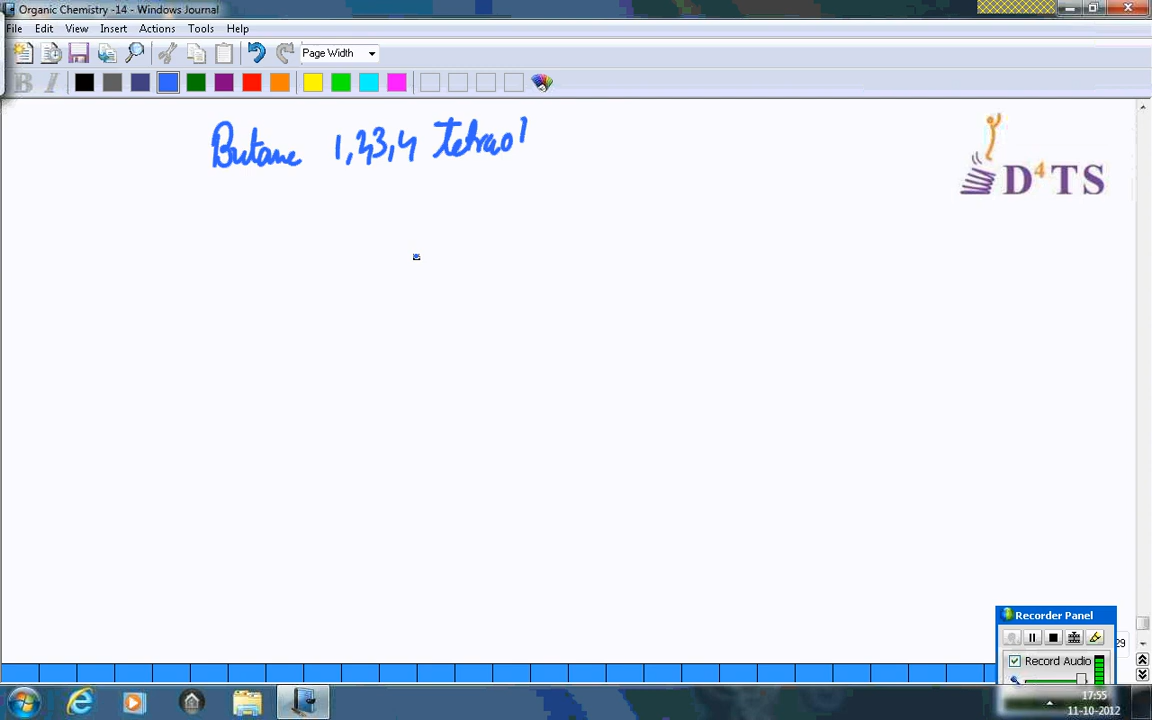 Organic Chemistry -14 - Windows Journal
File Edit View Insert Actions Tools Help
Page Width
B I
Butane 1,2,3,4 tetraol
D4TS
Recorder Panel
29
Record Audio
17:55
11-10-2012